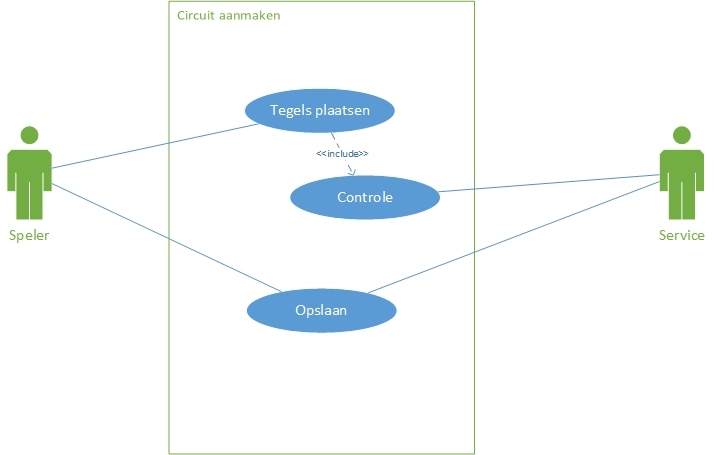 Circuit aanmaken
Tegels plaatsen
<<include>>
Controle
Speler
Service
Opslaan